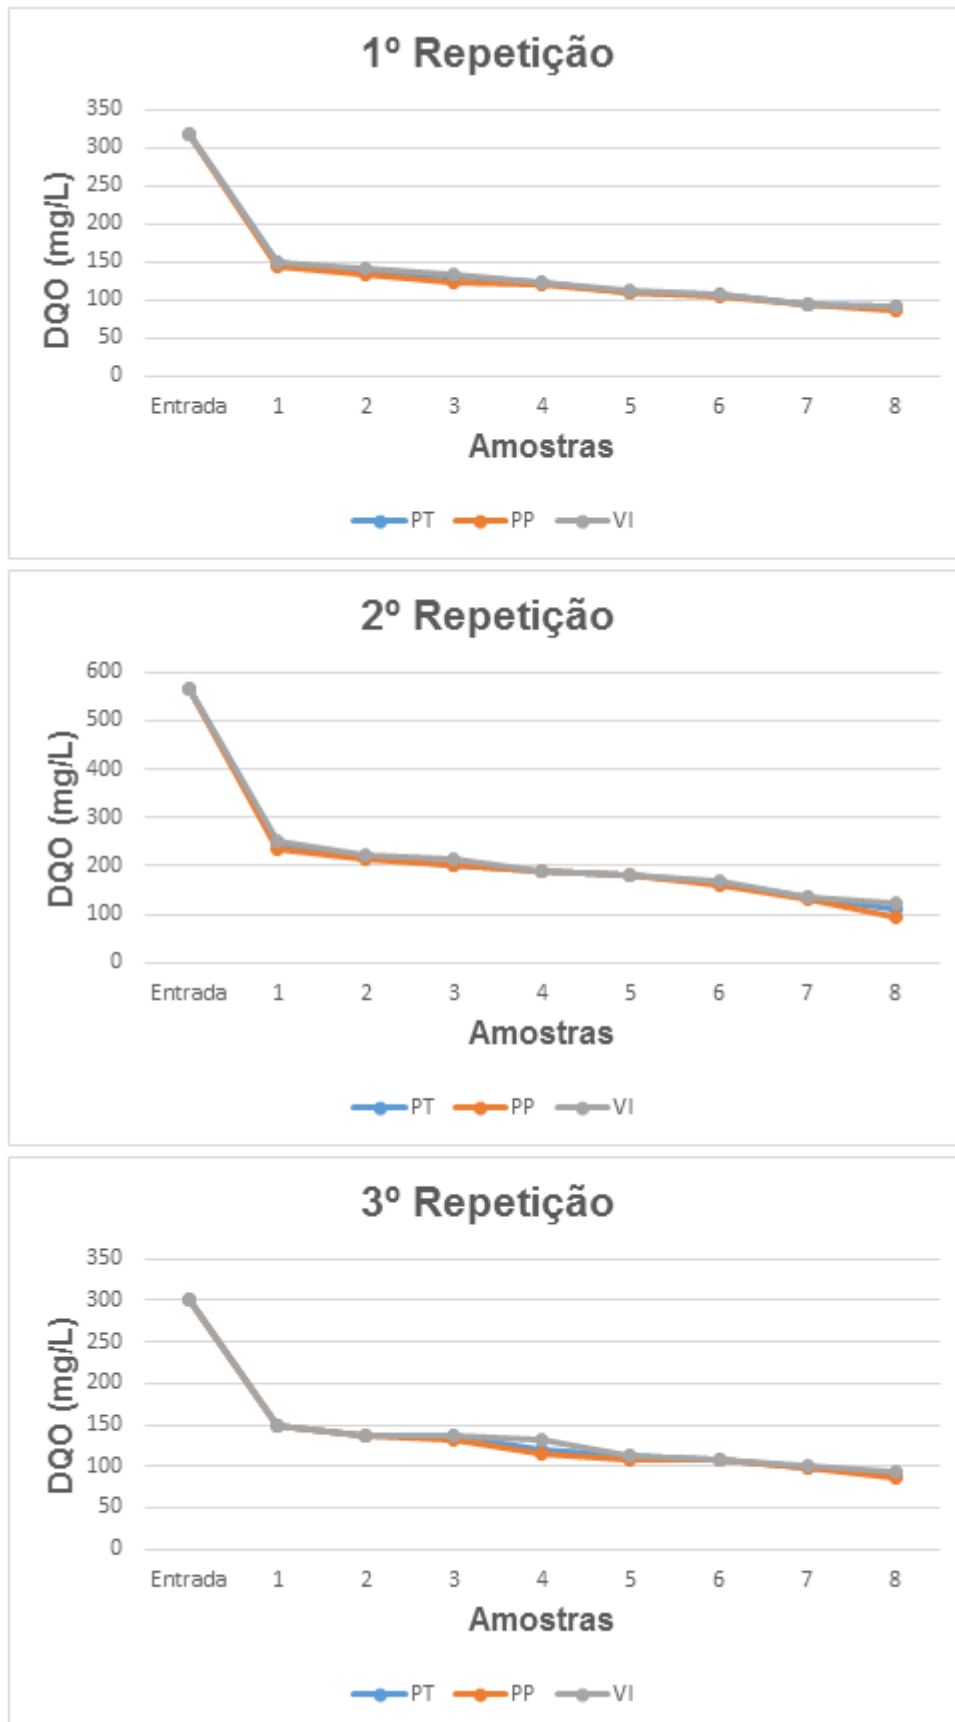 1º Repetição
350
300
250
200
150
100
50
0
DQO (mg/L)
Entrada 1 2 3 4 5 6 7 8
Amostras
PT PP VI
2º Repetição
600
500
400
300
200
100
0
DQO (mg/L)
Entrada 1 2 3 4 5 6 7 8
Amostras
PT PP VI
3º Repetição
350
300
250
200
150
100
50
0
DQO (mg/L)
Entrada 1 2 3 4 5 6 7 8
Amostras
PT PP VI